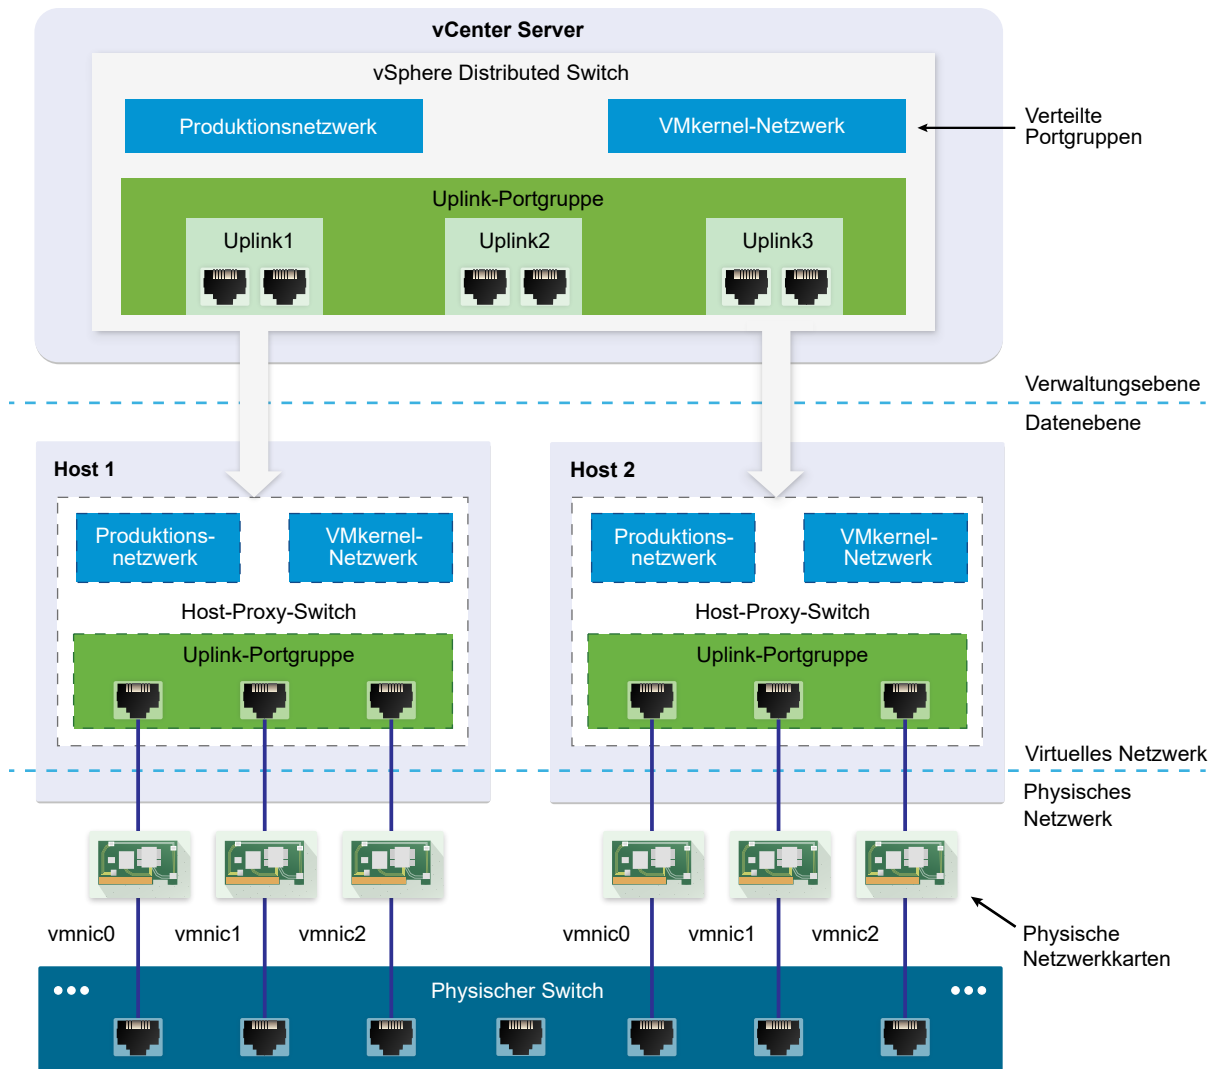 vCenter Server
vSphere Distributed Switch
Produktionsnetzwerk
VMkernel-Netzwerk
Verteilte
Portgruppen
Uplink-Portgruppe
Uplink1
Uplink2
Uplink3
Verwaltungsebene
Datenebene
Host 1
Produktions-
netzwerk
VMkernel-
Netzwerk
Host-Proxy-Switch
Uplink-Portgruppe
Host 2
Produktions-
netzwerk
VMkernel-
Netzwerk
Host-Proxy-Switch
Uplink-Portgruppe
Virtuelles Netzwerk
Physisches
Netzwerk
vmnic0
vmnic1
vmnic2
vmnic0
vmnic1
vmnic2
Physische
Netzwerkkarten
Physischer Switch